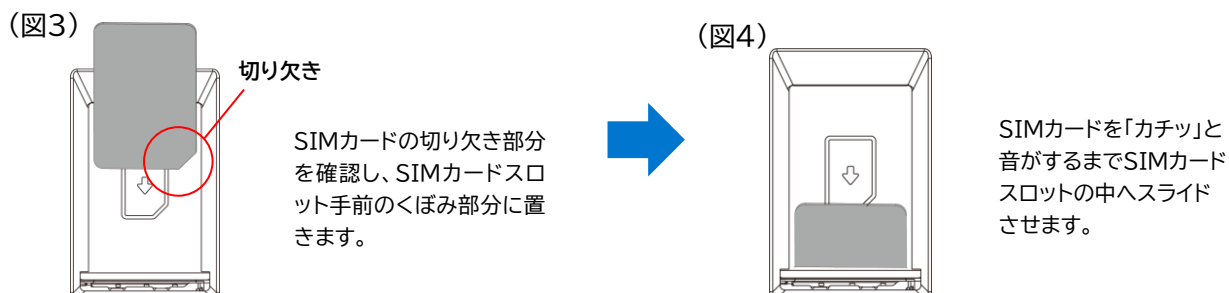 （図3）
切り欠き
SIMカードの切り欠き部分
を確認し、SIMカードスロ
ット手前のくぼみ部分に置
きます。
（図4）
SIMカードを「カチッ」と
音がするまでSIMカード
スロットの中へスライド
させます。